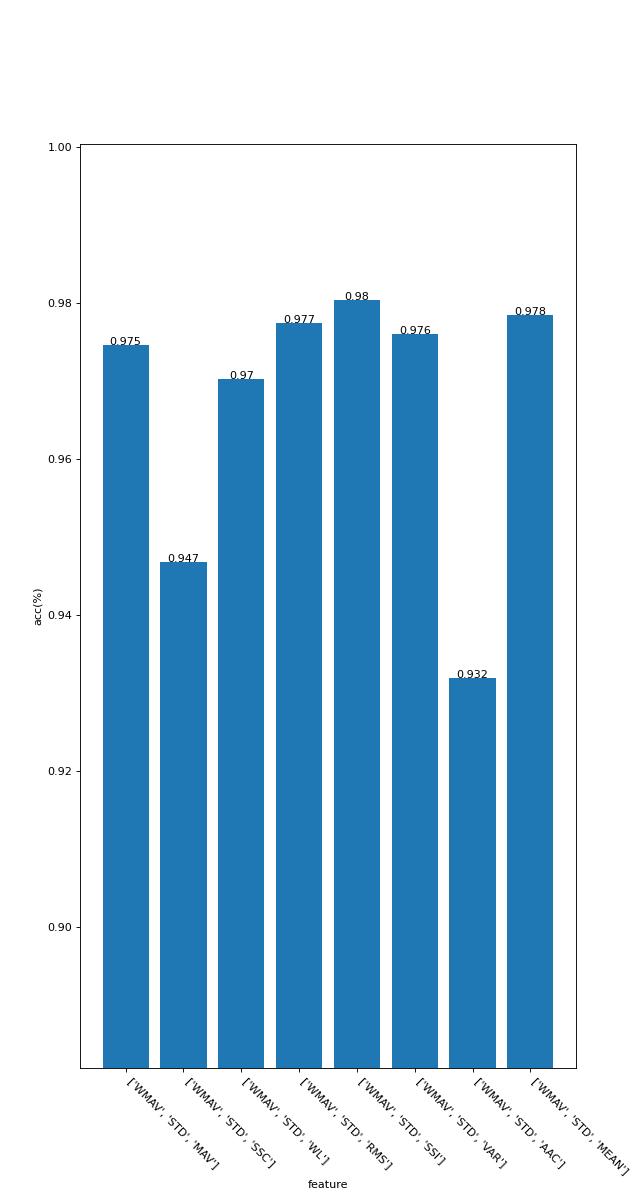 1.00
0.98
0.96
0.94
0.92
0.90
acc(%)
0.975
0.947
0.97
0.977
0.98
0.976
0.932
0.978
['WMAV', 'STD', 'MAV']
['WMAV', 'STD', 'SSC']
['WMAV', 'STD', 'WL']
['WMAV', 'STD', 'RMS']
['WMAV', 'STD', 'SSI']
['WMAV', 'STD', 'VAR']
['WMAV', 'STD', 'AAC']
['WMAV', 'STD', 'MEAN']
feature